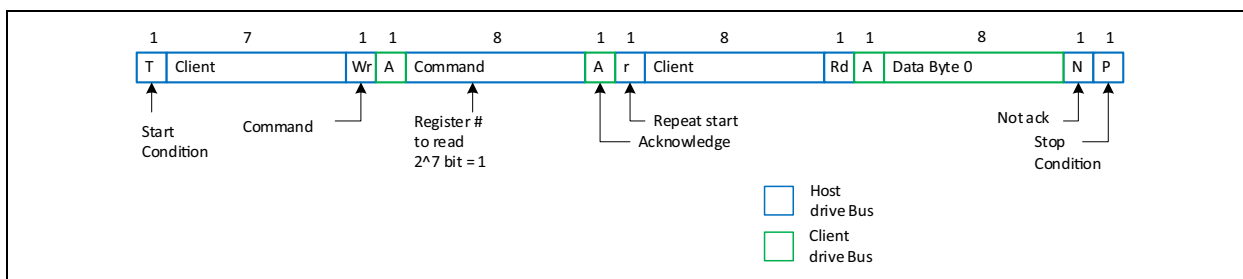 1 7 1 1 8 1 1 8 1 1 8 1 1
T Client Wr A Command A r Client Rd A Data Byte 0 N P
Start
Condition
Command
Register #
to read
2^7 bit = 1
Repeat start
Acknowledge
Not ack
Stop
Condition
Host
drive Bus
Client
drive Bus